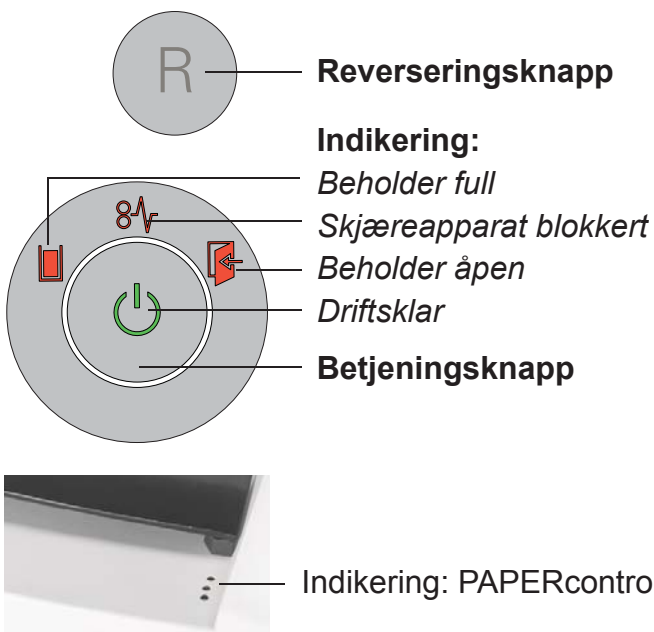 R
Reverseringsknapp
Indikering:
Beholder full
Skjæreapparat blokkert
Beholder åpen
Driftsklar
Betjeningsknapp
Indikering: PAPERcontro